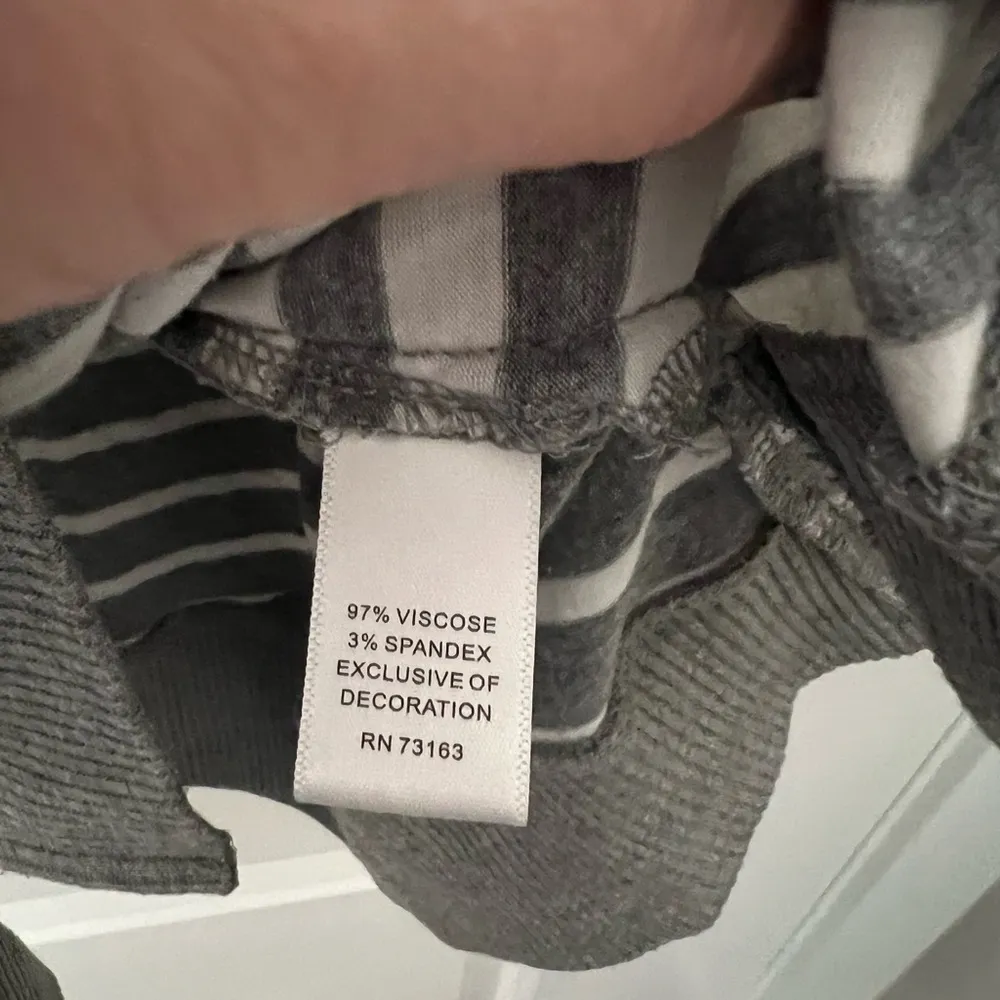 97% VISCOSE
3% SPANDEX
EXCLUSIVE OF
DECORATION
RN 73163